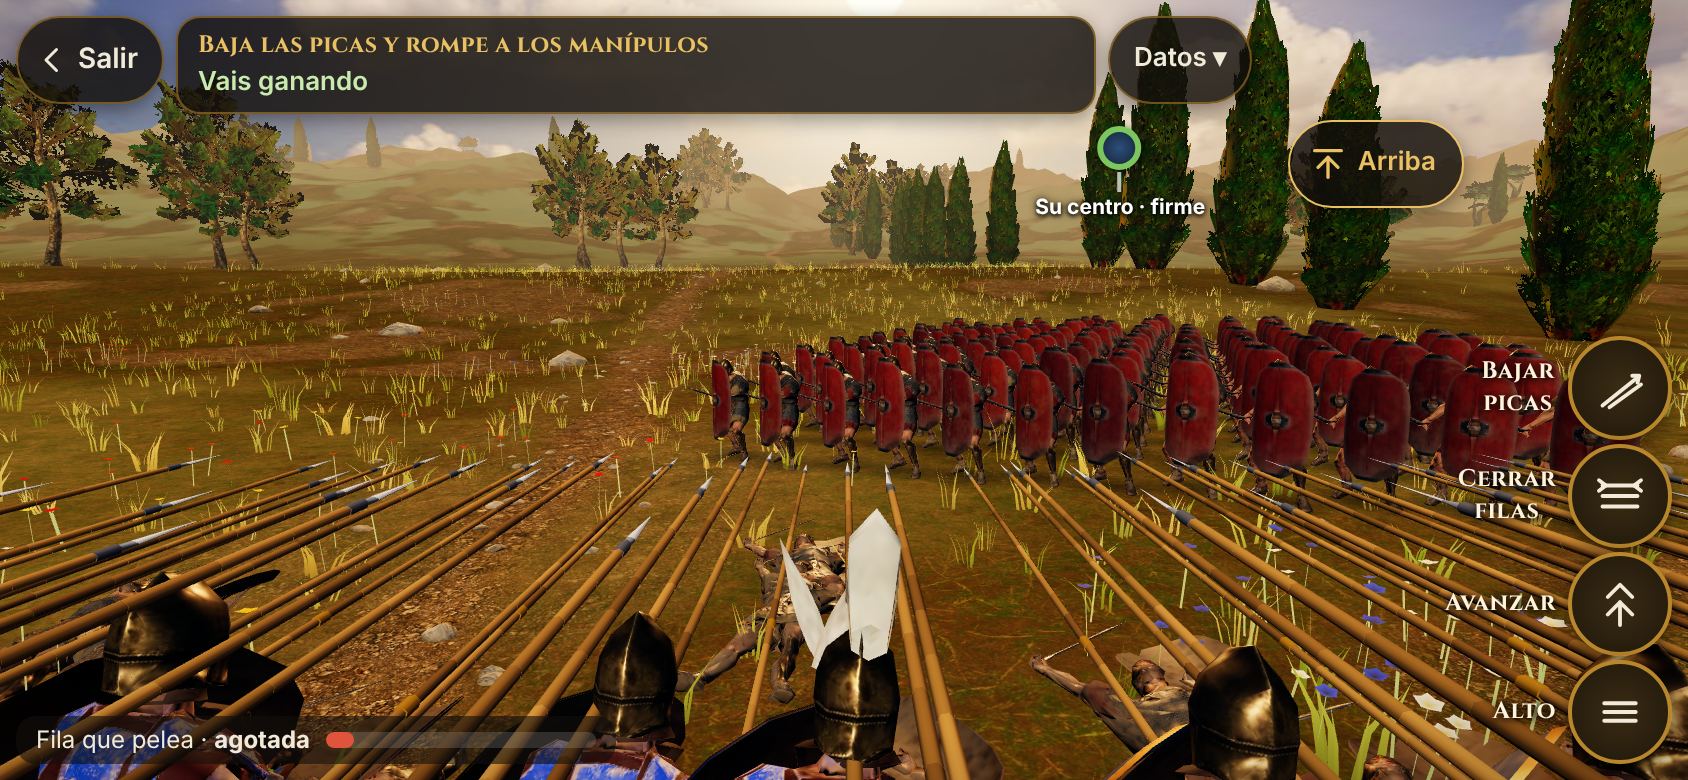 Salir
BAJA LAS PICAS Y ROMPE A LOS MANÍPULOS
Vais ganando
Datos ▾
Arriba
Su centro · firme
BAJAR
PICAS
CERRAR
FILAS
AVANZAR
ALTO
Fila que pelea · agotada